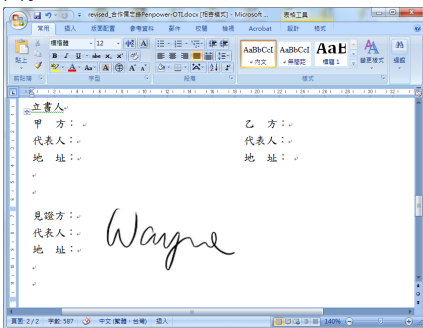 revised_合作備忘錄Penpower-OTI.docx [相容模式] - Microsoft ... 表格工具
常用 插入 版面配置 參考資料 郵件 校閱 檢視 Acrobat 設計 格式
貼上 標楷體 12 AaBbCcI AaBbCcI AaBb 變更樣式 編輯
內文 無間距 標題 1
剪貼簿 字型 段落 樣式
立書人
甲 方： 乙 方：
代表人： 代表人：
地 址： 地 址：
見證方：
代表人：
地 址：
Wayne
頁面: 2 / 2 字數: 587 中文 (繁體，台灣) 插入 140%